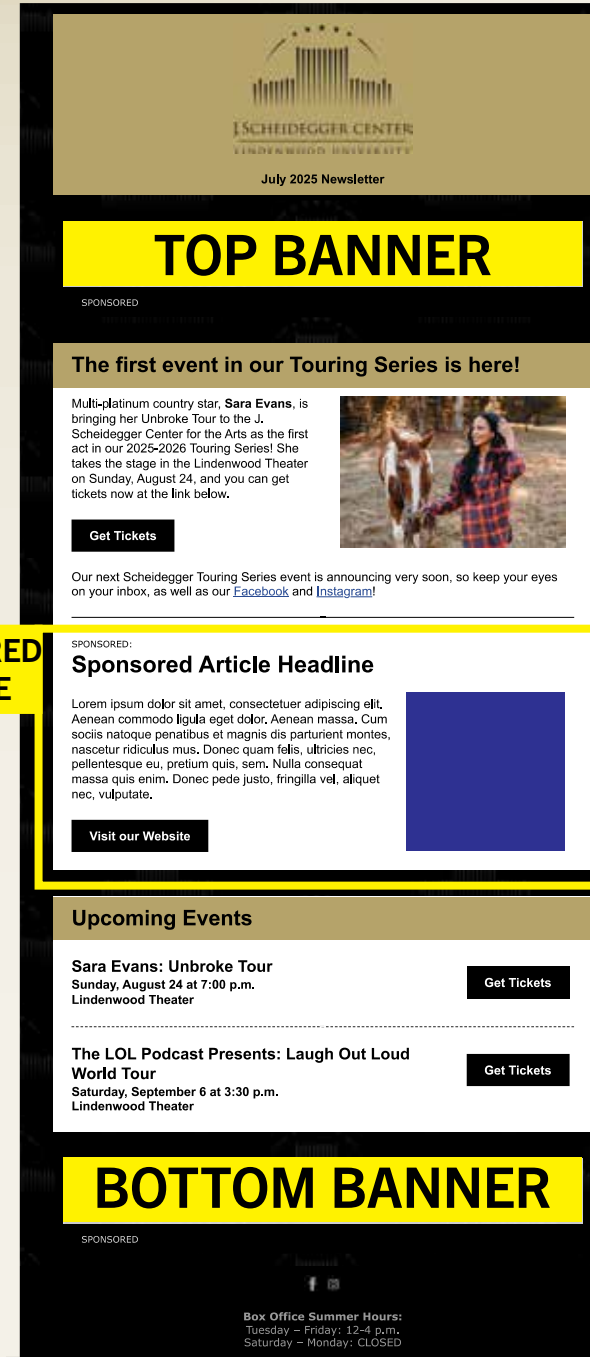 J. SCHEIDEGGER CENTER
LINDENWOOD UNIVERSITY
July 2025 Newsletter
TOP BANNER
SPONSORED
The first event in our Touring Series is here!
Multi-platinum country star, Sara Evans, is
bringing her Unbroke Tour to the J.
Scheidegger Center for the Arts as the first
act in our 2025-2026 Touring Series! She
takes the stage in the Lindenwood Theater
on Sunday, August 24, and you can get
tickets now at the link below.
Get Tickets
Our next Scheidegger Touring Series event is announcing very soon, so keep your eyes
on your inbox, as well as our Facebook and Instagram!
SPONSORED:
Sponsored Article Headline
Lorem ipsum dolor sit amet, consectetuer adipiscing elit.
Aenean commodo ligula eget dolor. Aenean massa. Cum
sociis natoque penatibus et magnis dis parturient montes,
nascetur ridiculus mus. Donec quam felis, ultricies nec,
pellentesque eu, pretium quis, sem. Nulla consequat
massa quis enim. Donec pede justo, fringilla vel, aliquet
nec, vulputate.
Visit our Website
Upcoming Events
Sara Evans: Unbroke Tour
Sunday, August 24 at 7:00 p.m.
Lindenwood Theater
Get Tickets
The LOL Podcast Presents: Laugh Out Loud
World Tour
Saturday, September 6 at 3:30 p.m.
Lindenwood Theater
Get Tickets
BOTTOM BANNER
SPONSORED
Box Office Summer Hours:
Tuesday – Friday: 12-4 p.m.
Saturday – Monday: CLOSED